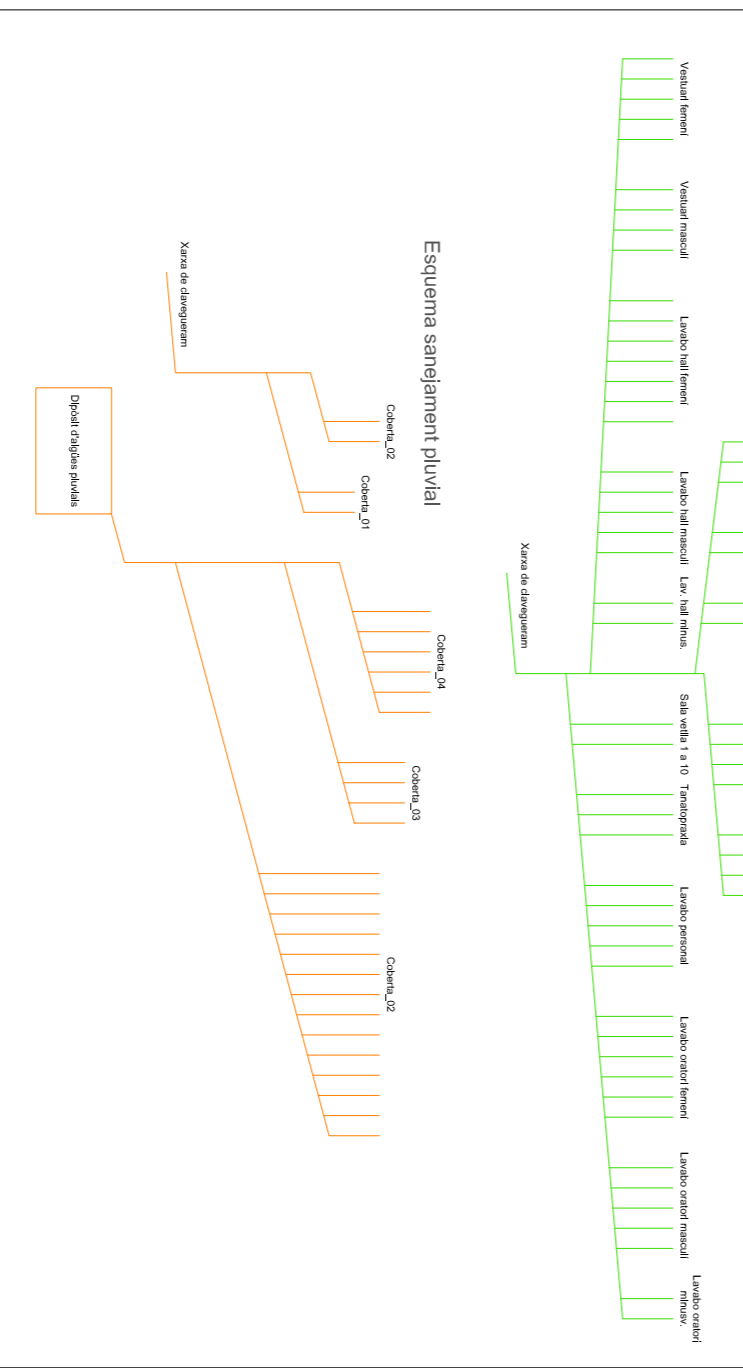 Vestuari femení
Vestuari masculí
Lavabo hall femení
Lavabo hall masculí
Lav. hall minus.
Sala vetlla 1 a 10
Tanatopraxia
Lavabo personal
Lavabo oratori femení
Lavabo oratori masculí
Lavabo oratori
minusv.
Xarxa de clavegueram
Esquema sanejament pluvial
Coberta_02
Coberta_01
Coberta_04
Coberta_03
Coberta_02
Xarxa de clavegueram
Dipòsit d'aigües pluvials